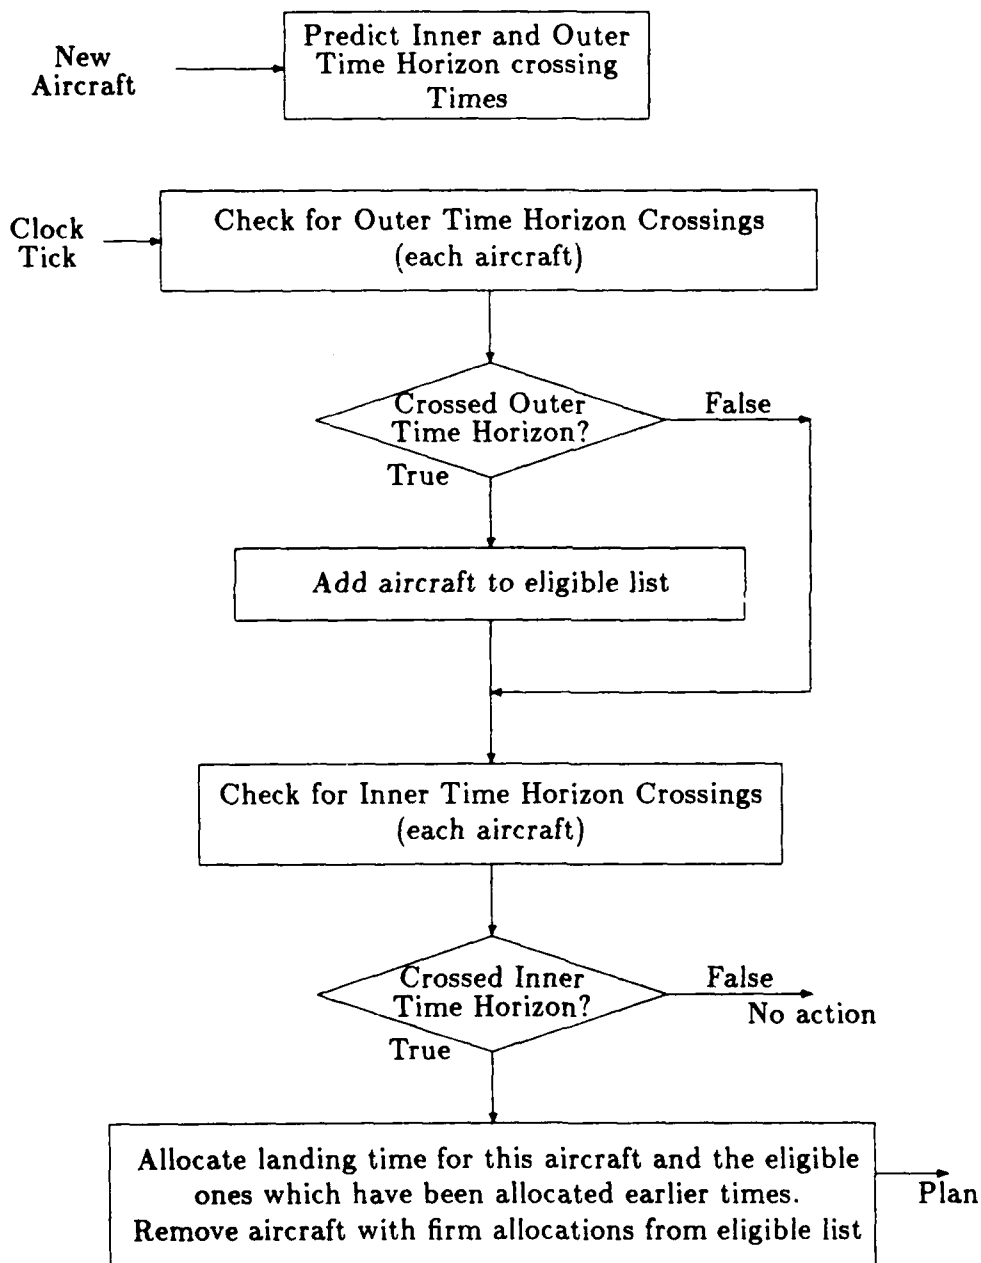 New
Aircraft
Predict Inner and Outer
Time Horizon crossing
Times
Clock
Tick
Check for Outer Time Horizon Crossings
(each aircraft)
Crossed Outer
Time Horizon?
False
True
Add aircraft to eligible list
Check for Inner Time Horizon Crossings
(each aircraft)
Crossed Inner
Time Horizon?
False
No action
True
Allocate landing time for this aircraft and the eligible
ones which have been allocated earlier times.
Remove aircraft with firm allocations from eligible list
Plan